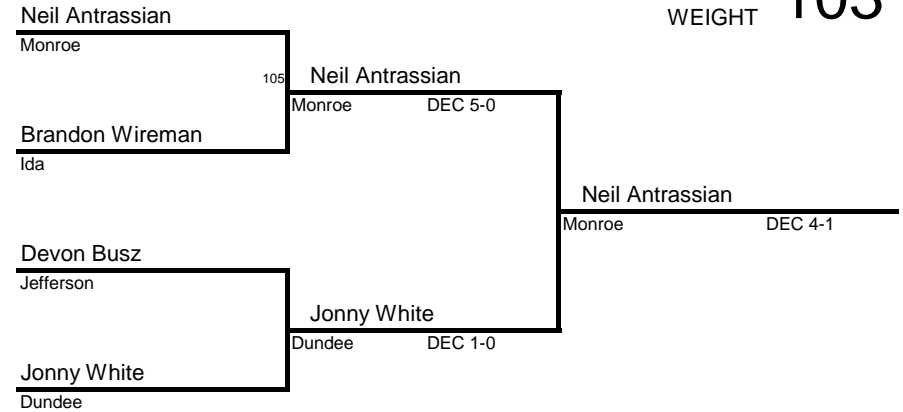 Neil Antrassian
WEIGHT 103
Monroe
105 Neil Antrassian
Monroe DEC 5-0
Brandon Wireman
Ida
Neil Antrassian
Monroe DEC 4-1
Devon Busz
Jefferson
Jonny White
Dundee DEC 1-0
Jonny White
Dundee